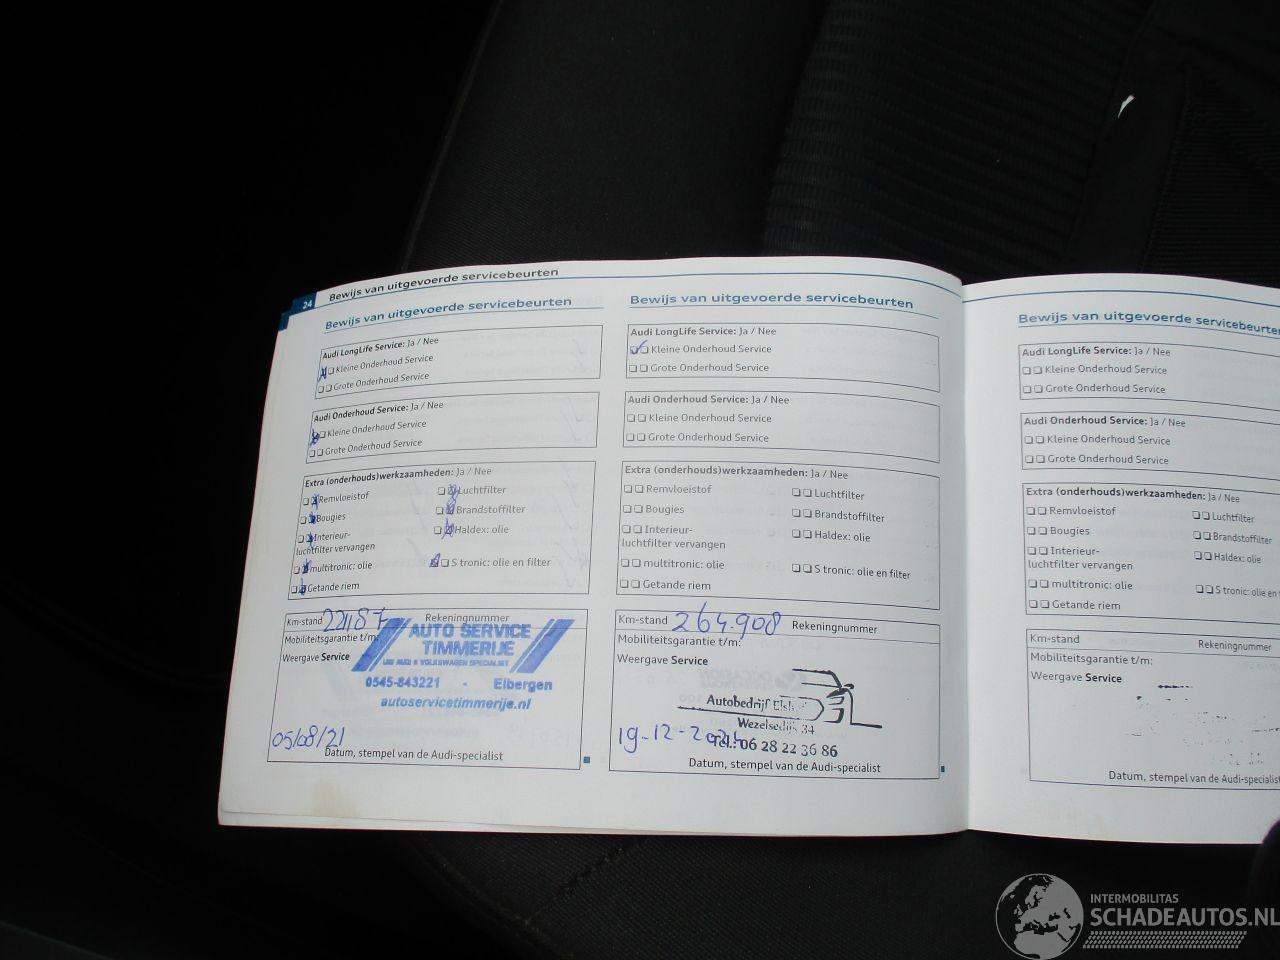 24 Bewijs van uitgevoerde servicebeurten
Bewijs van uitgevoerde servicebeurten
Audi LongLife Service: Ja / Nee
Kleine Onderhoud Service
Grote Onderhoud Service
Audi Onderhoud Service: Ja / Nee
Kleine Onderhoud Service
Grote Onderhoud Service
Extra (onderhouds)werkzaamheden: Ja / Nee
Remvloeistof
Luchtfilter
Bougies
Brandstoffilter
Interieur-
luchtfilter vervangen
Haldex: olie
multitronic: olie
S tronic: olie en filter
Getande riem
Km-stand 221187
Rekeningnummer
Mobiliteitsgarantie t/m:
Weergave Service
AUTO SERVICE
TIMMERIJE
UW AUDI & VOLKSWAGEN SPECIALIST
0545-843221 - Eibergen
autoservicetimmerije.nl
05/08/21
Datum, stempel van de Audi-specialist
Bewijs van uitgevoerde servicebeurten
Audi LongLife Service: Ja / Nee
Kleine Onderhoud Service
Grote Onderhoud Service
Audi Onderhoud Service: Ja / Nee
Kleine Onderhoud Service
Grote Onderhoud Service
Extra (onderhouds)werkzaamheden: Ja / Nee
Remvloeistof
Luchtfilter
Bougies
Brandstoffilter
Interieur-
luchtfilter vervangen
Haldex: olie
multitronic: olie
S tronic: olie en filter
Getande riem
Km-stand 264.908
Rekeningnummer
Mobiliteitsgarantie t/m:
Weergave Service
Autobedrijf
Wezelsedijk 34
Tel.: 06 28 22 36 86
19-12-2024
Datum, stempel van de Audi-specialist
Bewijs van uitgevoerde servicebeurten
Audi LongLife Service: Ja / Nee
Kleine Onderhoud Service
Grote Onderhoud Service
Audi Onderhoud Service: Ja / Nee
Kleine Onderhoud Service
Grote Onderhoud Service
Extra (onderhouds)werkzaamheden: Ja / Nee
Remvloeistof
Luchtfilter
Bougies
Brandstoffilter
Interieur-
luchtfilter vervangen
Haldex: olie
multitronic: olie
S tronic: olie en
Getande riem
Km-stand
Rekeningnummer
Mobiliteitsgarantie t/m:
Weergave Service
Datum, stempel van de Audi-specialist
INTERMOBILITAS
SCHADEAUTOS.NL